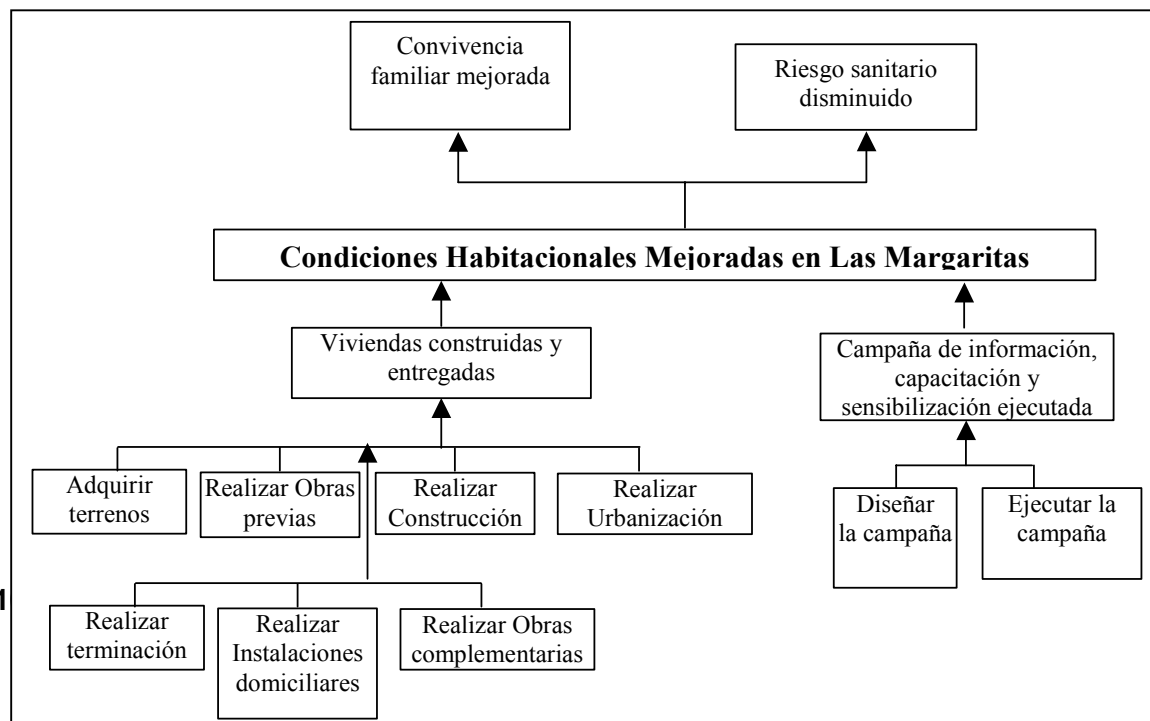 Convivencia
familiar mejorada
Riesgo sanitario
disminuido
Condiciones Habitacionales Mejoradas en Las Margaritas
Viviendas construidas y
entregadas
Campaña de información,
capacitación y
sensibilización ejecutada
Adquirir
terrenos
Realizar Obras
previas
Realizar
Construcción
Realizar
Urbanización
Diseñar
la campaña
Ejecutar la
campaña
Realizar
terminación
Realizar
Instalaciones
domiciliares
Realizar Obras
complementarias